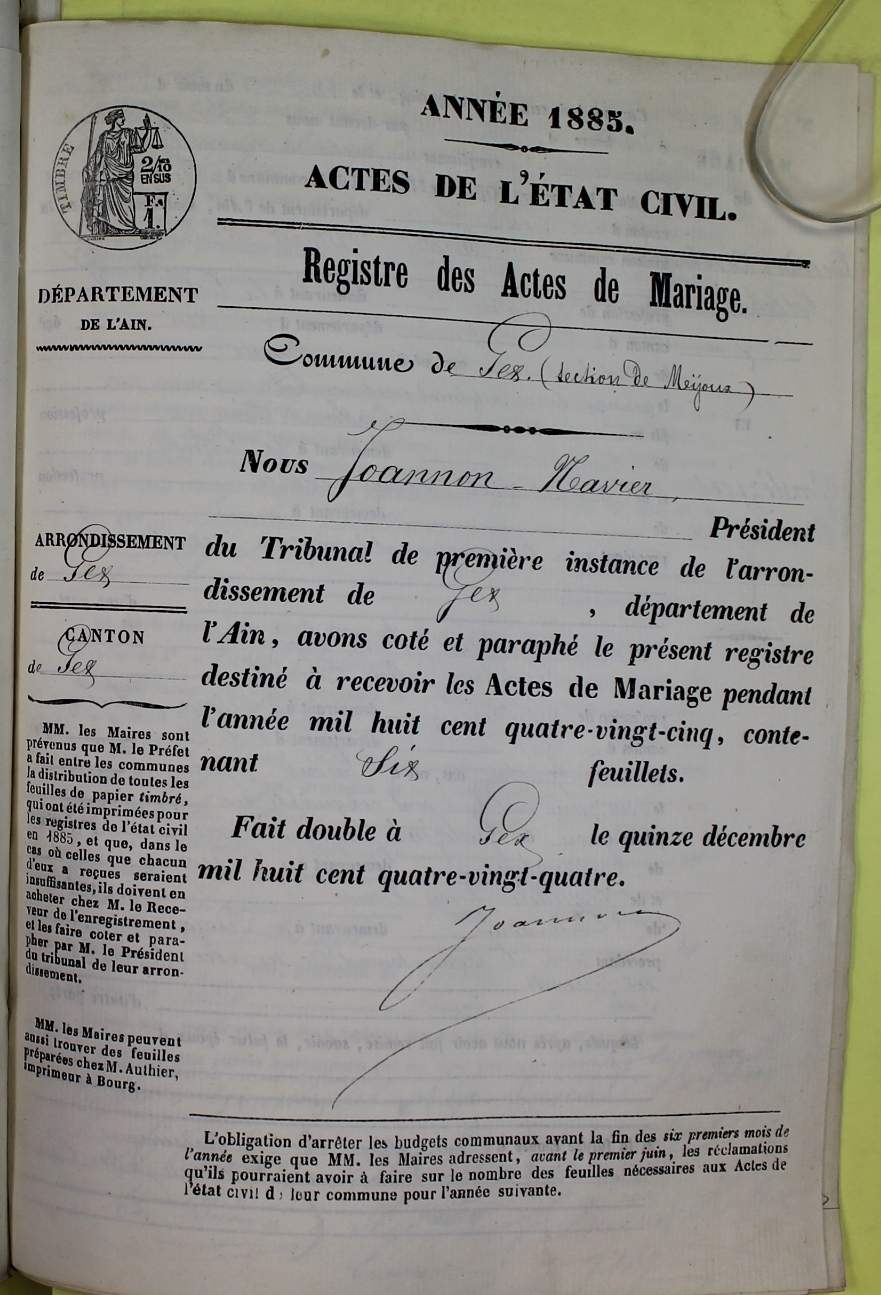 ANNÉE 1885.
ACTES DE L'ÉTAT CIVIL.
TIMBRE
2/10
EN SUS
F.
1
Registre des Actes de Mariage.
DÉPARTEMENT
DE L'AIN.
Commune de Gex. (section de Mijoux)
Nous Joannon - Xavier,
Président
du Tribunal de première instance de l'arron-
dissement de Gex, département de
l'Ain, avons coté et paraphé le présent registre
destiné à recevoir les Actes de Mariage pendant
l'année mil huit cent quatre-vingt-cinq, conte-
nant Six feuillets.
Fait double à Gex le quinze décembre
mil huit cent quatre-vingt-quatre.
Joannon
ARRONDISSEMENT
de Gex
CANTON
de Gex
MM. les Maires sont
prévenus que M. le Préfet
a fait entre les communes
la distribution de toutes les
feuilles de papier timbré,
qui ont été imprimées pour
les registres de l'état civil
en 1885, et que, dans le
cas où celles que chacun
d'eux a reçues seraient
insuffisantes, ils doivent en
acheter chez M. le Rece-
veur de l'enregistrement,
et les faire coter et para-
pher par M. le Président
du tribunal de leur arron-
dissement.
MM. les Maires peuvent
aussi trouver des feuilles
préparées chez M. Authier,
imprimeur à Bourg.
L'obligation d'arrêter les budgets communaux avant la fin des six premiers mois de
l'année exige que MM. les Maires adressent, avant le premier juin, les réclamations
qu'ils pourraient avoir à faire sur le nombre des feuilles nécessaires aux Actes de
l'état civil de leur commune pour l'année suivante.